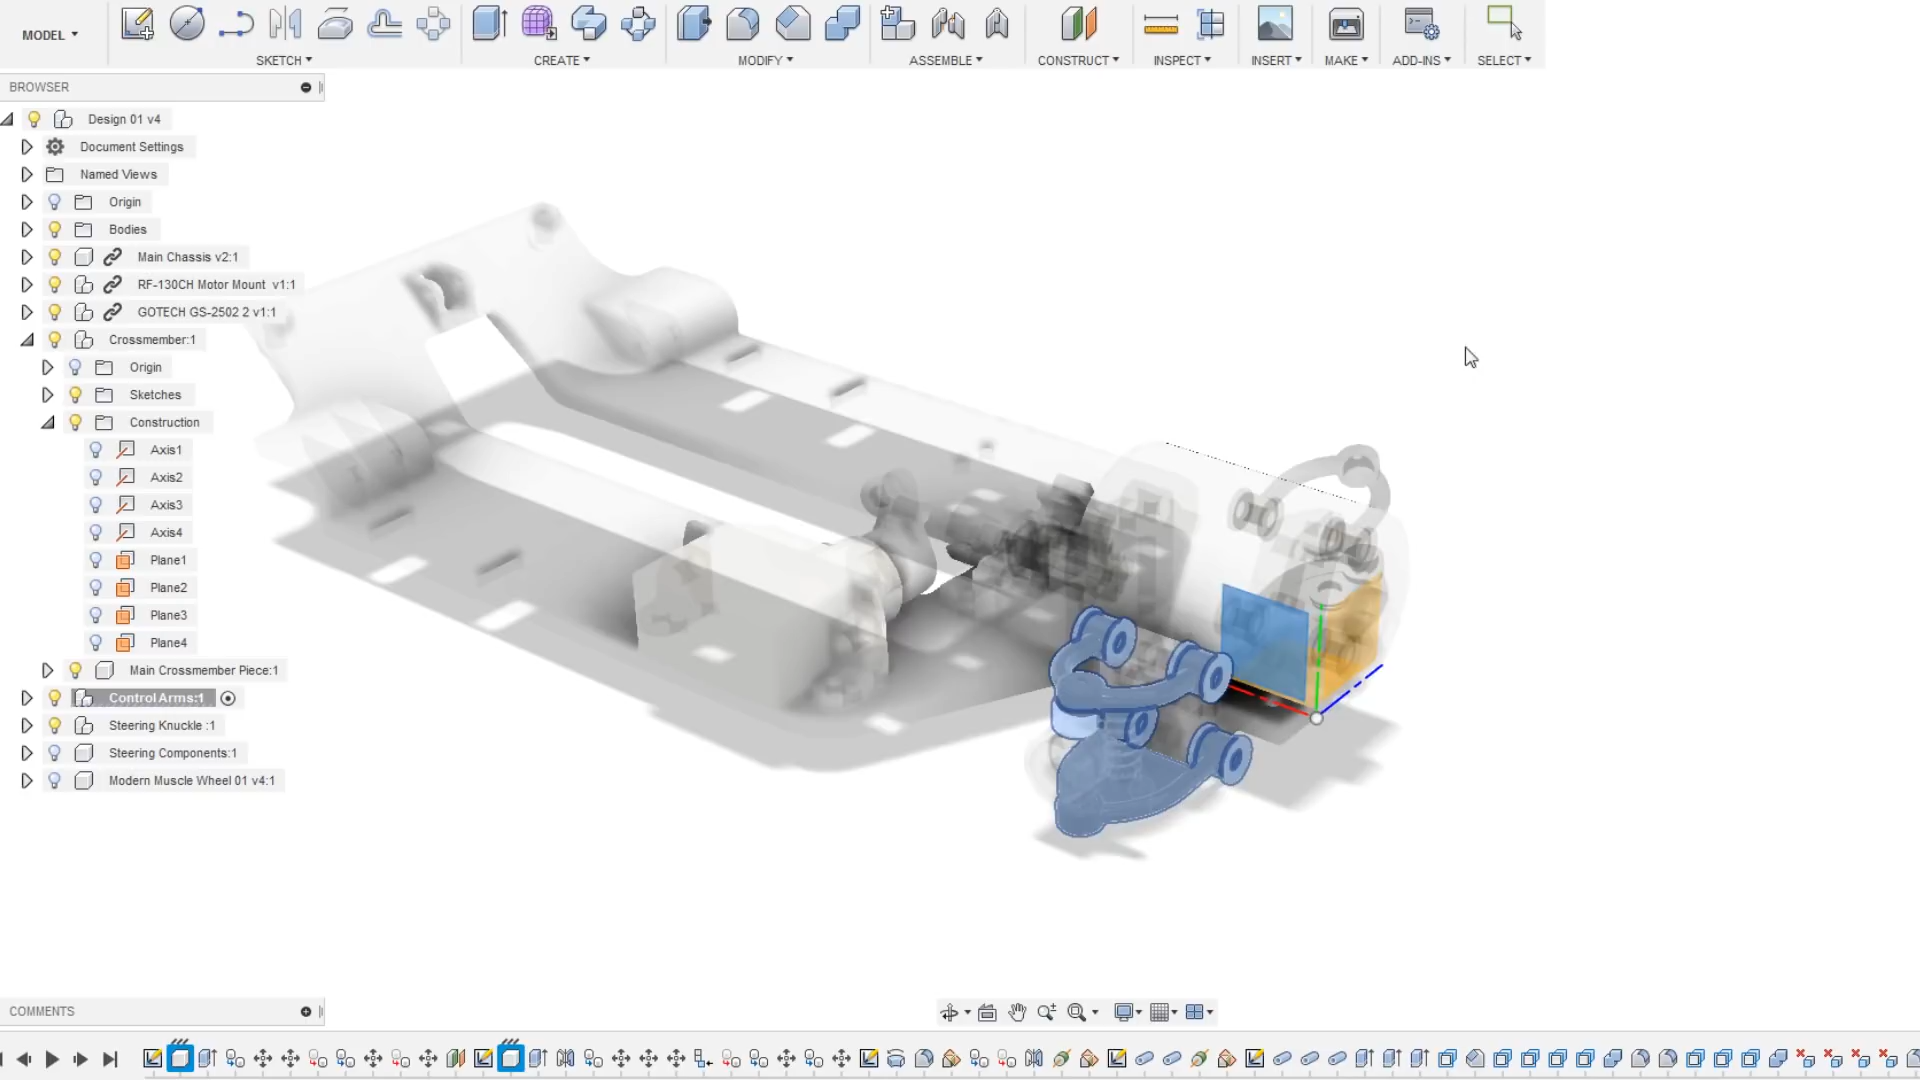 MODEL
SKETCH
CREATE
MODIFY
ASSEMBLE
CONSTRUCT
INSPECT
INSERT
MAKE
ADD-INS
SELECT
BROWSER
Design 01 v4
Document Settings
Named Views
Origin
Bodies
Main Chassis v2:1
RF-130CH Motor Mount v1:1
GOTECH GS-2502 2 v1:1
Crossmember:1
Origin
Sketches
Construction
Axis1
Axis2
Axis3
Axis4
Plane1
Plane2
Plane3
Plane4
Main Crossmember Piece:1
Control Arms:1
Steering Knuckle :1
Steering Components:1
Modern Muscle Wheel 01 v4:1
COMMENTS